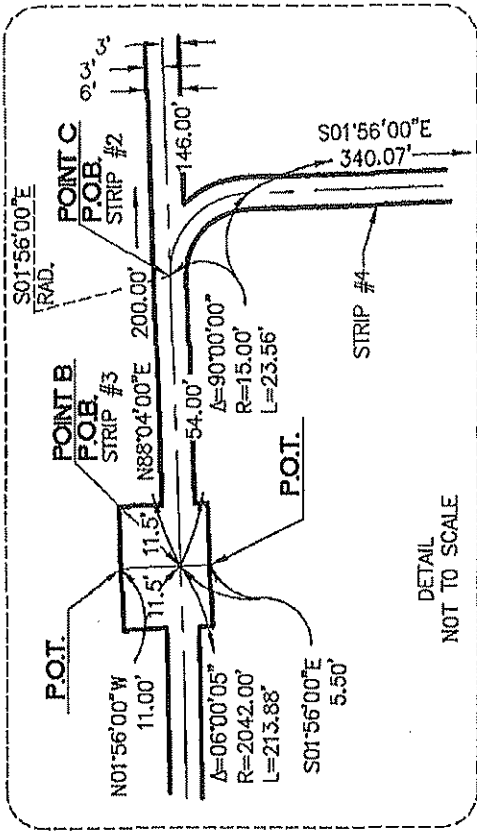 P.O.T.
N01°56'00"W
11.00'
Δ=06°00'05"
R=2042.00'
L=213.88'
S01°56'00"E
5.50'
11.5'
11.5'
POINT B
P.O.B.
STRIP #3
N88°04'00"E
200.00'
54.00'
P.O.T.
S01°56'00"E
RAD.
POINT C
P.O.B.
STRIP #2
Δ=90°00'00"
R=15.00'
L=23.56'
146.00'
3'
3'
6'
S01°56'00"E
340.07'
STRIP #4
DETAIL
NOT TO SCALE